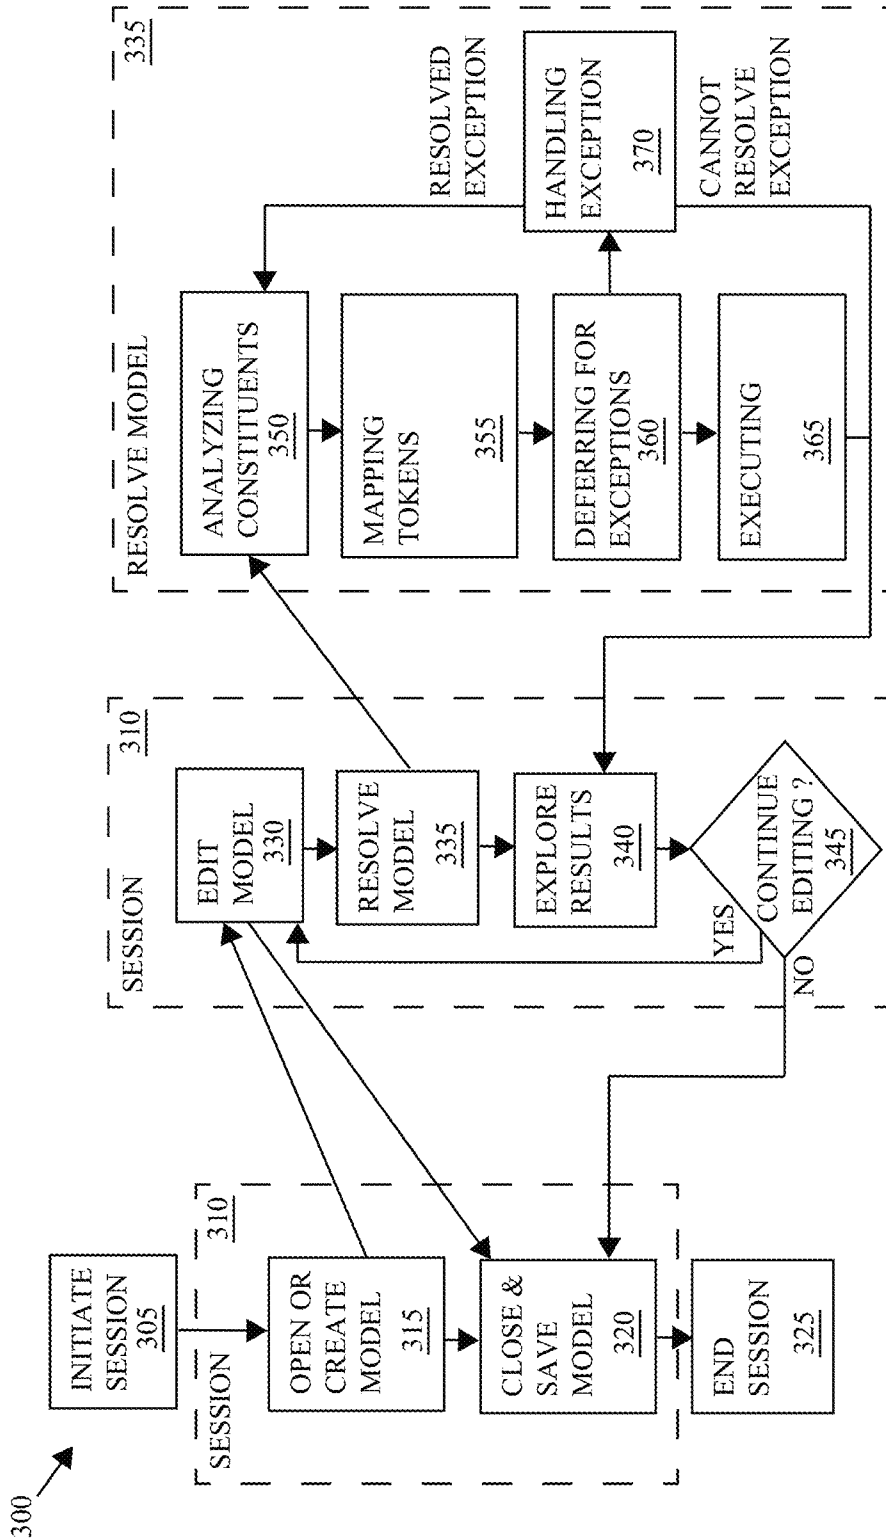 300
INITIATE
SESSION
305
SESSION
310
OPEN OR
CREATE
MODEL
315
CLOSE &
SAVE
MODEL
320
END
SESSION
325
SESSION
310
EDIT
MODEL
330
RESOLVE
MODEL
335
EXPLORE
RESULTS
340
CONTINUE
EDITING ?
345
YES
NO
RESOLVE MODEL
335
ANALYZING
CONSTITUENTS
350
MAPPING
TOKENS
355
DEFERRING FOR
EXCEPTIONS
360
EXECUTING
365
RESOLVED
EXCEPTION
HANDLING
EXCEPTION
370
CANNOT
RESOLVE
EXCEPTION